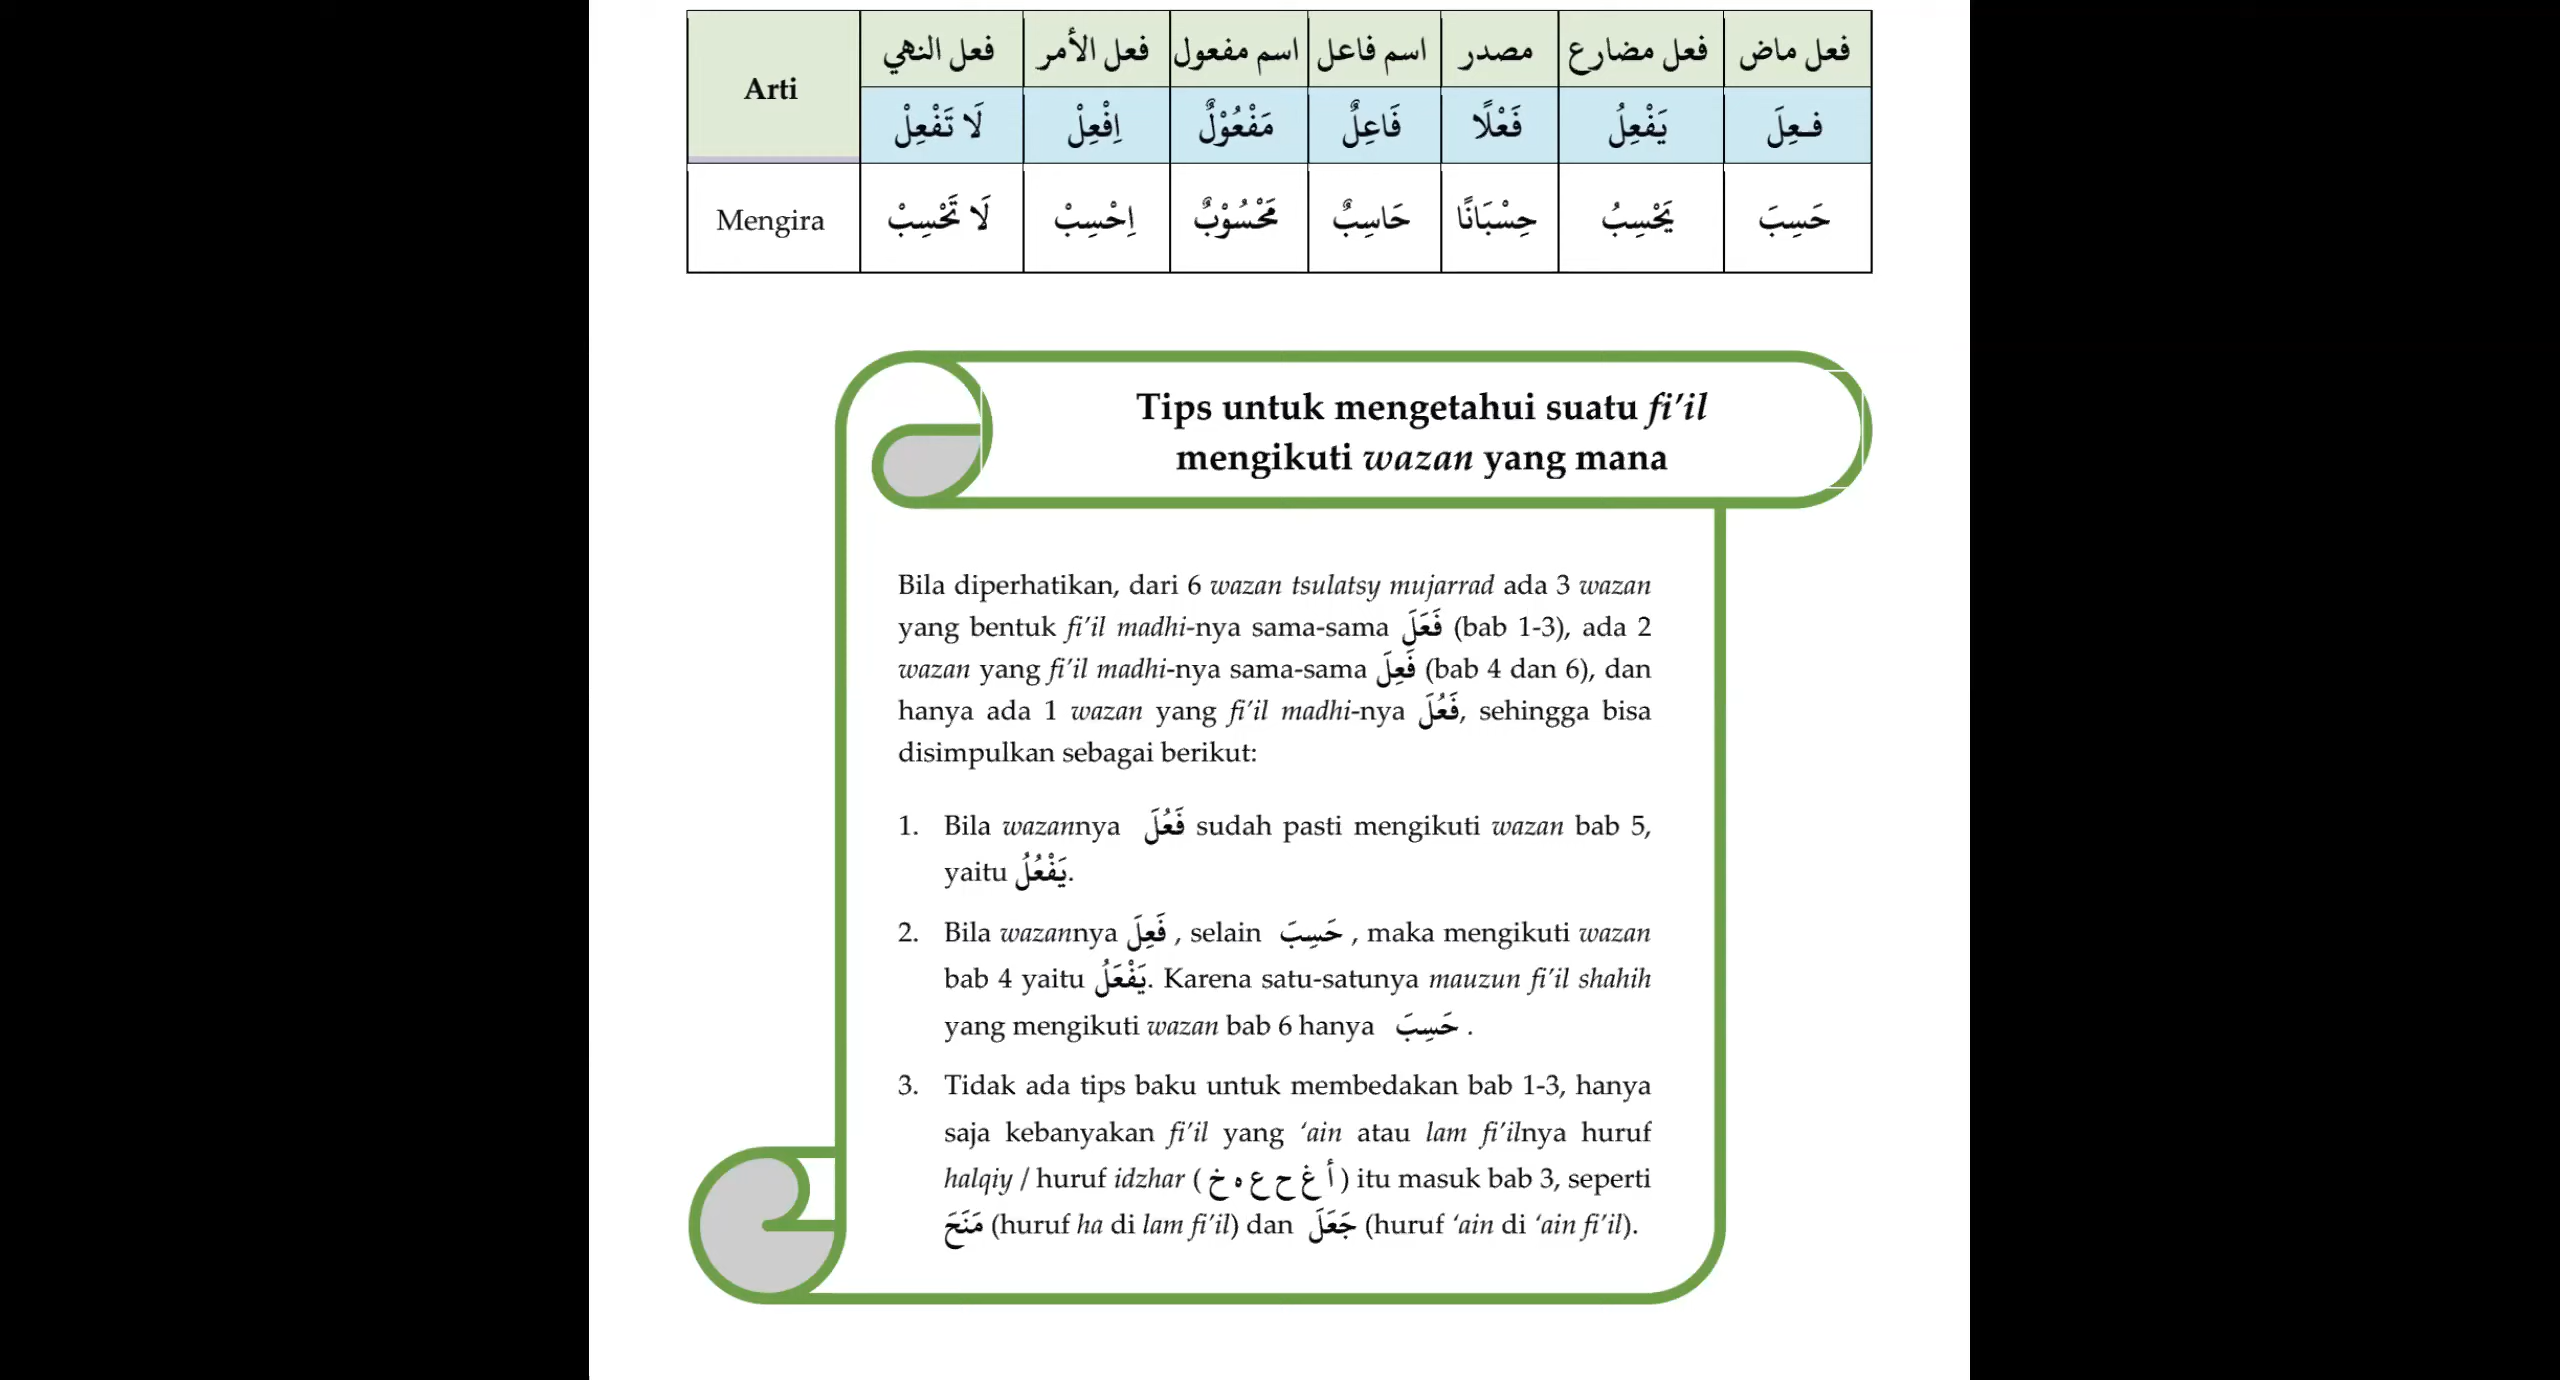 Arti فعل النهي فعل الأمر اسم مفعول اسم فاعل مصدر فعل مضارع فعل ماض
لَا تَفْعِلْ اِفْعِلْ مَفْعُوْلٌ فَاعِلٌ فَعْلًا يَفْعِلُ فـعِلَ
Mengira لَا تَحْسِبْ اِحْسِبْ مَحْسُوْبٌ حَاسِبٌ حِسْبَانًا يَحْسِبُ حَسِبَ
Tips untuk mengetahui suatu fi’il
mengikuti wazan yang mana
Bila diperhatikan, dari 6 wazan tsulatsy mujarrad ada 3 wazan
yang bentuk fi’il madhi-nya sama-sama فَعَلَ (bab 1-3), ada 2
wazan yang fi’il madhi-nya sama-sama فَعِلَ (bab 4 dan 6), dan
hanya ada 1 wazan yang fi’il madhi-nya فَعُلَ, sehingga bisa
disimpulkan sebagai berikut:
1. Bila wazannya فَعُلَ sudah pasti mengikuti wazan bab 5,
yaitu يَفْعُلُ.
2. Bila wazannya فَعِلَ , selain حَسِبَ , maka mengikuti wazan
bab 4 yaitu يَفْعَلُ. Karena satu-satunya mauzun fi’il shahih
yang mengikuti wazan bab 6 hanya حَسِبَ .
3. Tidak ada tips baku untuk membedakan bab 1-3, hanya
saja kebanyakan fi’il yang ‘ain atau lam fi’ilnya huruf
halqiy / huruf idzhar ( أ غ ح ع ه خ ) itu masuk bab 3, seperti
مَنَحَ (huruf ha di lam fi’il) dan جَعَلَ (huruf ‘ain di ‘ain fi’il).